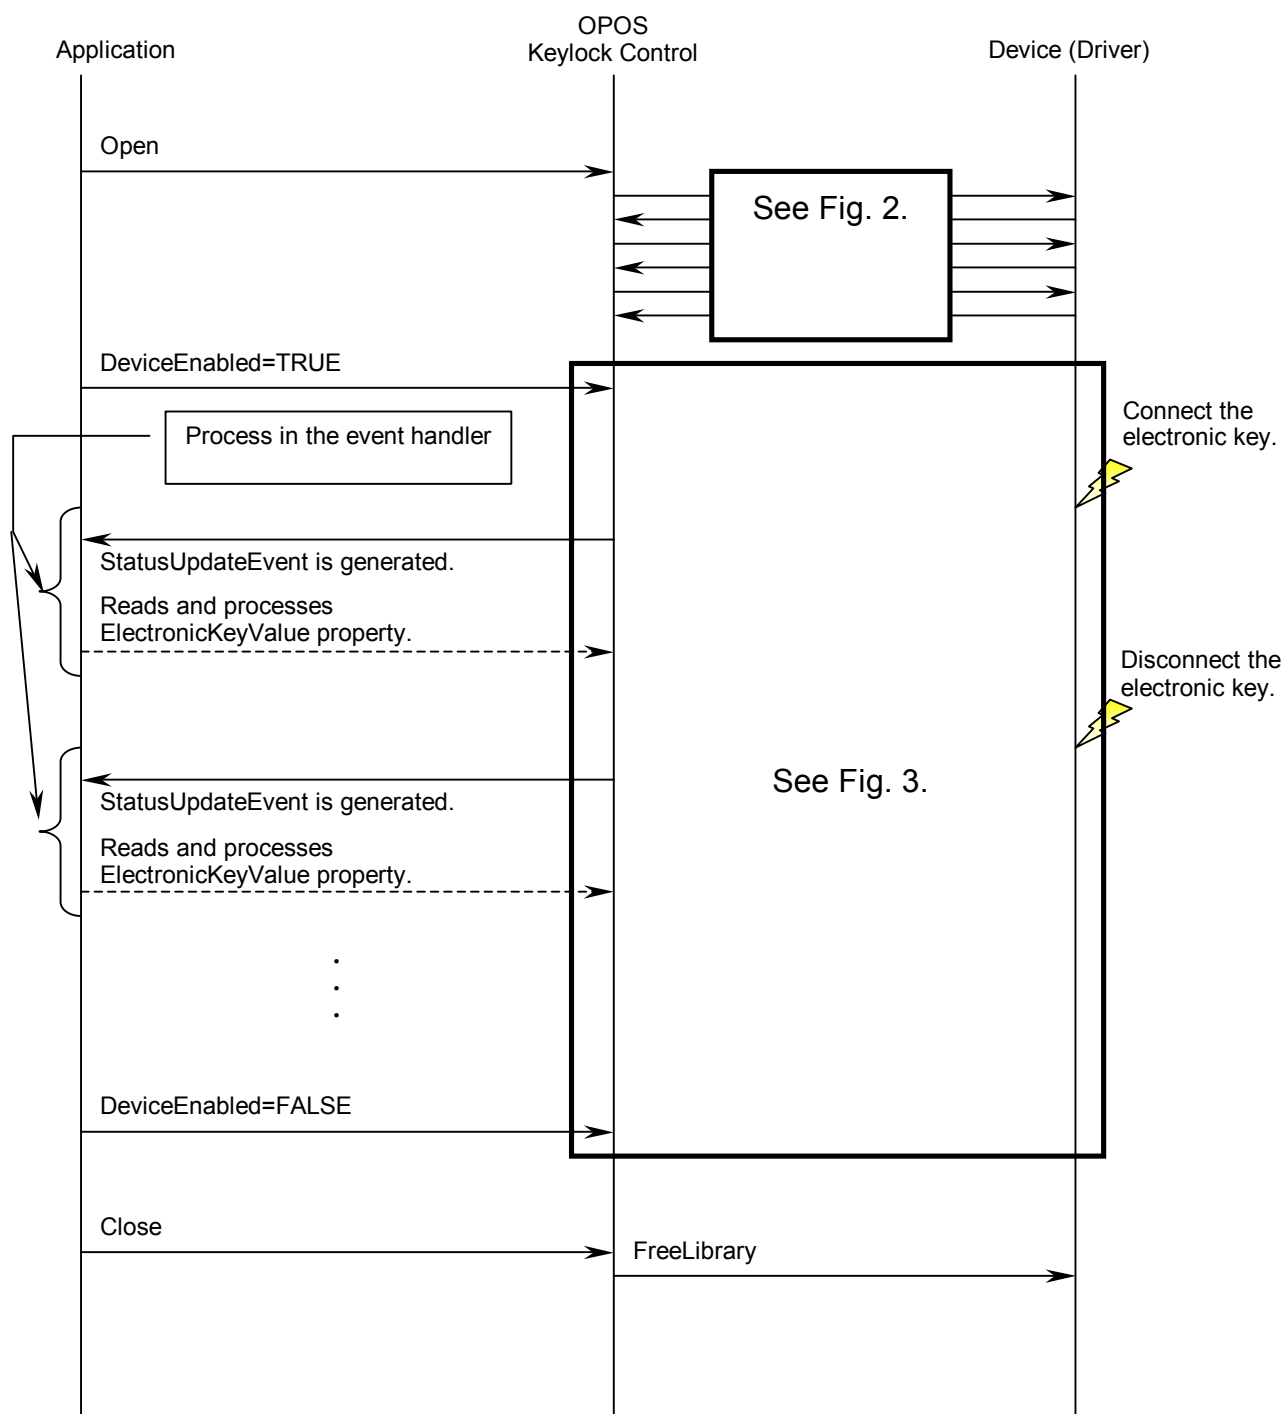 Application
OPOS
Keylock Control
Device (Driver)
Open
See Fig. 2.
DeviceEnabled=TRUE
Process in the event handler
Connect the
electronic key.
StatusUpdateEvent is generated.
Reads and processes
ElectronicKeyValue property.
Disconnect the
electronic key.
See Fig. 3.
StatusUpdateEvent is generated.
Reads and processes
ElectronicKeyValue property.
.
.
.
DeviceEnabled=FALSE
Close
FreeLibrary